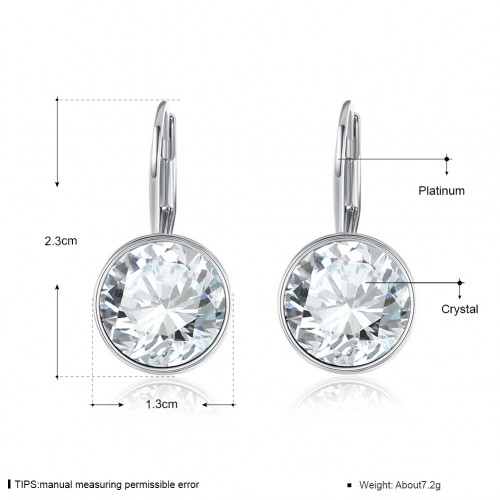 Platinum
2.3cm
Crystal
1.3cm
TIPS:manual measuring permissible error
Weight: About7.2g